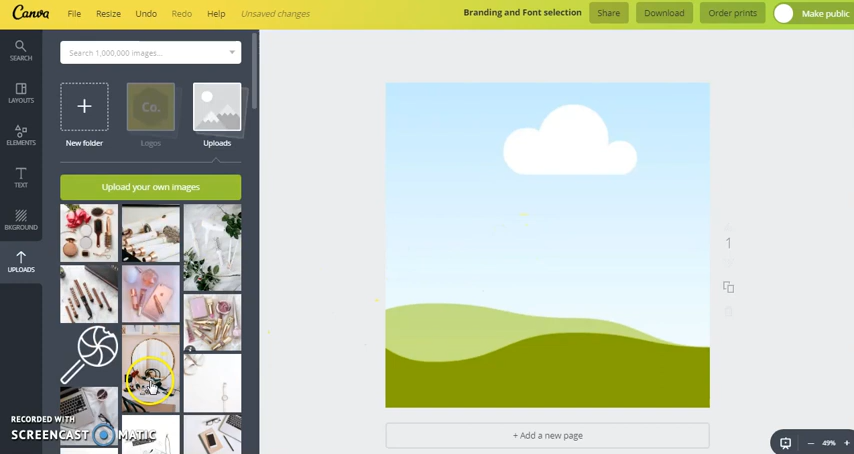 Canva File Resize Undo Redo Help Unsaved changes Branding and Font selection Share Download Order prints Make public
SEARCH
LAYOUTS
ELEMENTS
TEXT
BKGROUND
UPLOADS
Search 1,000,000 images...
Co.
New folder Logos Uploads
Upload your own images
1
+ Add a new page
49%
RECORDED WITH
SCREENCAST MATIC